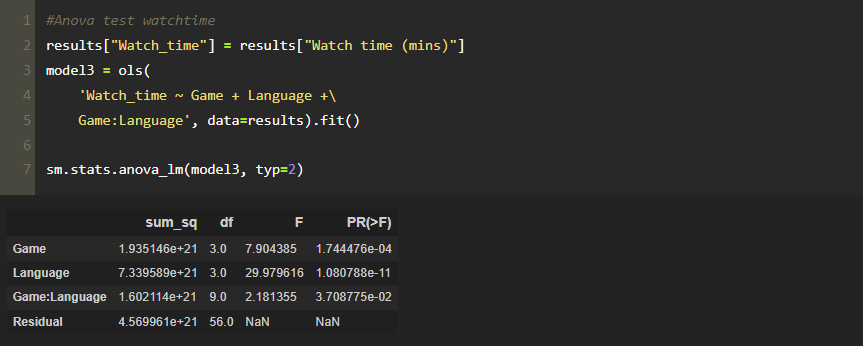 1 #Anova test watchtime
2 results["Watch_time"] = results["Watch time (mins)"]
3 model3 = ols(
4 'Watch_time ~ Game + Language +\
5 Game:Language', data=results).fit()
6
7 sm.stats.anova_lm(model3, typ=2)
sum_sq df F PR(>F)
Game 1.935146e+21 3.0 7.904385 1.744476e-04
Language 7.339589e+21 3.0 29.979616 1.080788e-11
Game:Language 1.602114e+21 9.0 2.181355 3.708775e-02
Residual 4.569961e+21 56.0 NaN NaN